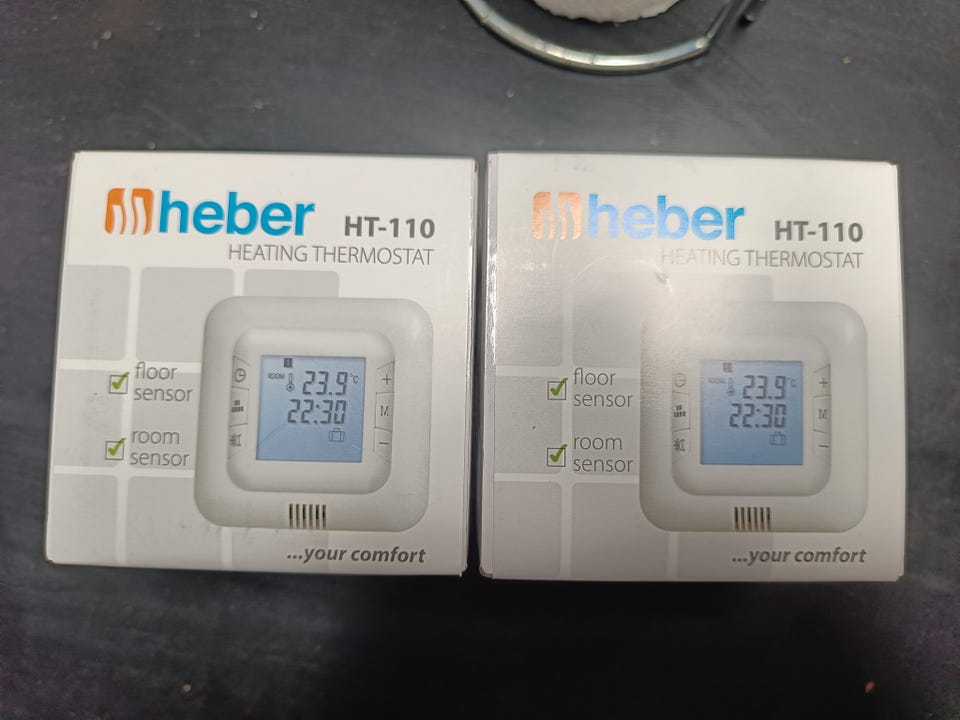 heber
HT-110
HEATING THERMOSTAT
floor
sensor
room
sensor
ROOM 23.9°C
22:30
M
...your comfort
heber
HT-110
HEATING THERMOSTAT
floor
sensor
room
sensor
ROOM 23.9°C
22:30
M
...your comfort